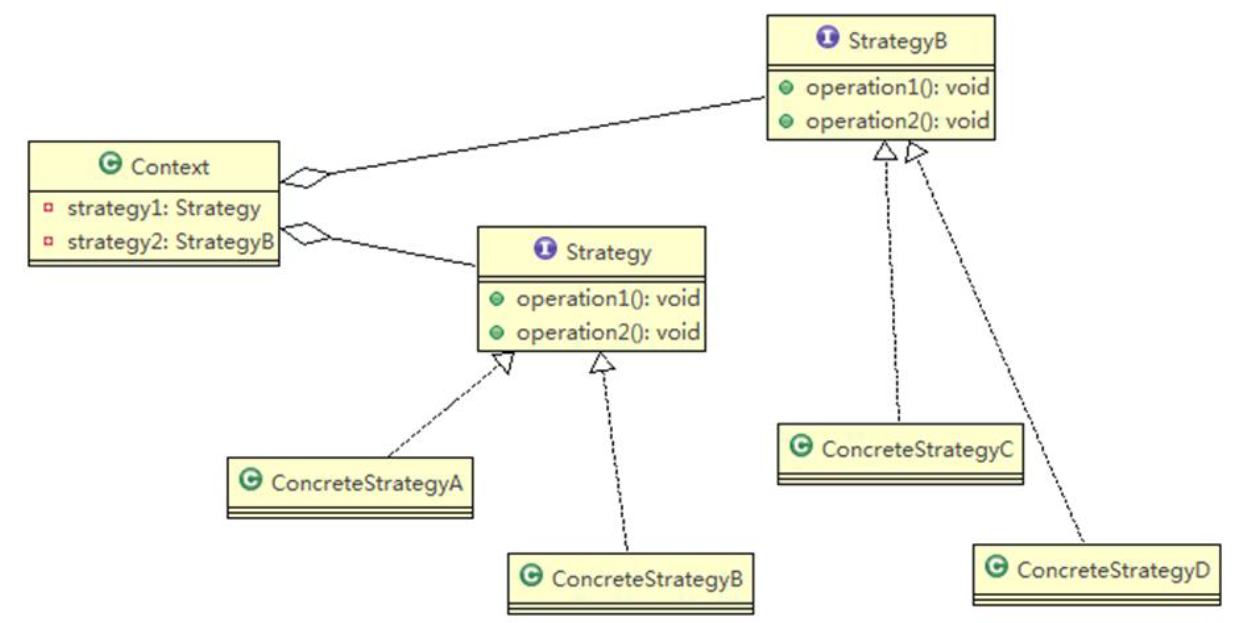 I StrategyB
operation1(): void
operation2(): void
C Context
strategy1: Strategy
strategy2: StrategyB
I Strategy
operation1(): void
operation2(): void
C ConcreteStrategyC
C ConcreteStrategyA
C ConcreteStrategyB
C ConcreteStrategyD